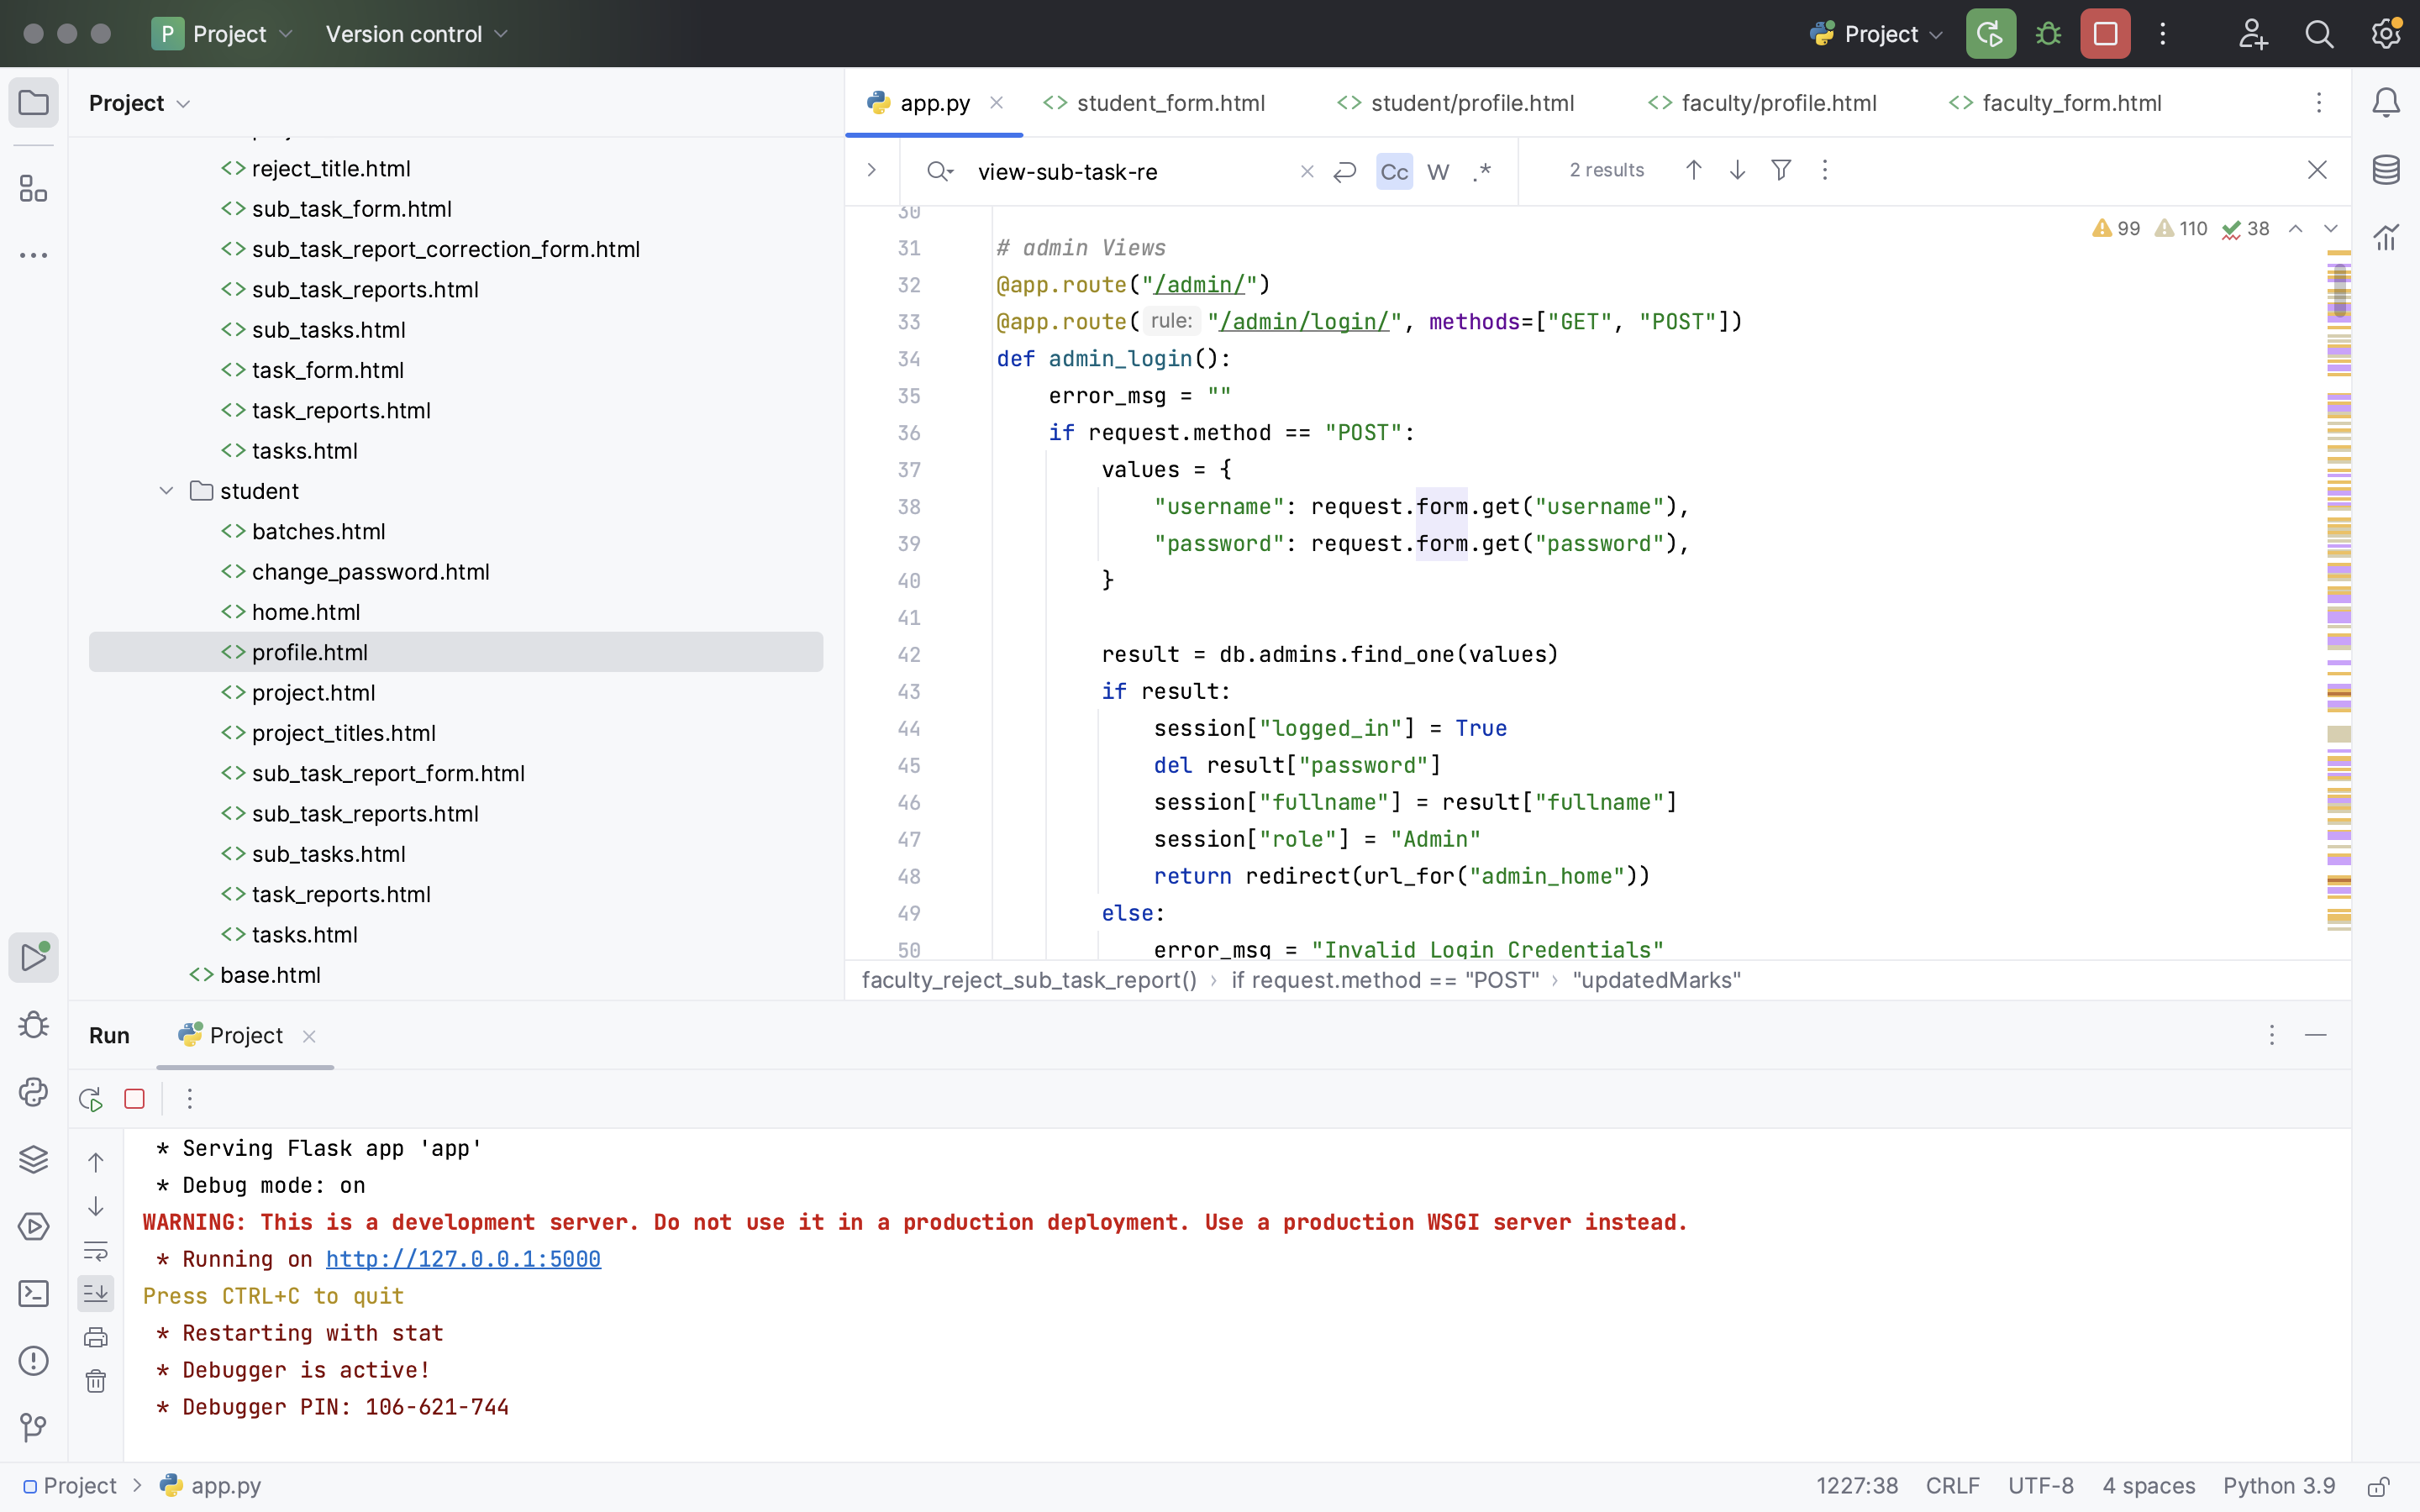 P Project Version control Project
Project
reject_title.html
sub_task_form.html
sub_task_report_correction_form.html
sub_task_reports.html
sub_tasks.html
task_form.html
task_reports.html
tasks.html
student
batches.html
change_password.html
home.html
profile.html
project.html
project_titles.html
sub_task_report_form.html
sub_task_reports.html
sub_tasks.html
task_reports.html
tasks.html
base.html
app.py student_form.html student/profile.html faculty/profile.html faculty_form.html
view-sub-task-re Cc W .* 2 results
99 110 38
30
31 # admin Views
32 @app.route("/admin/")
33 @app.route( rule: "/admin/login/", methods=["GET", "POST"])
34 def admin_login():
35 error_msg = ""
36 if request.method == "POST":
37 values = {
38 "username": request.form.get("username"),
39 "password": request.form.get("password"),
40 }
41
42 result = db.admins.find_one(values)
43 if result:
44 session["logged_in"] = True
45 del result["password"]
46 session["fullname"] = result["fullname"]
47 session["role"] = "Admin"
48 return redirect(url_for("admin_home"))
49 else:
50 error_msg = "Invalid Login Credentials"
faculty_reject_sub_task_report() › if request.method == "POST" › "updatedMarks"
Run Project
* Serving Flask app 'app'
* Debug mode: on
WARNING: This is a development server. Do not use it in a production deployment. Use a production WSGI server instead.
* Running on http://127.0.0.1:5000
Press CTRL+C to quit
* Restarting with stat
* Debugger is active!
* Debugger PIN: 106-621-744
Project › app.py 1227:38 CRLF UTF-8 4 spaces Python 3.9